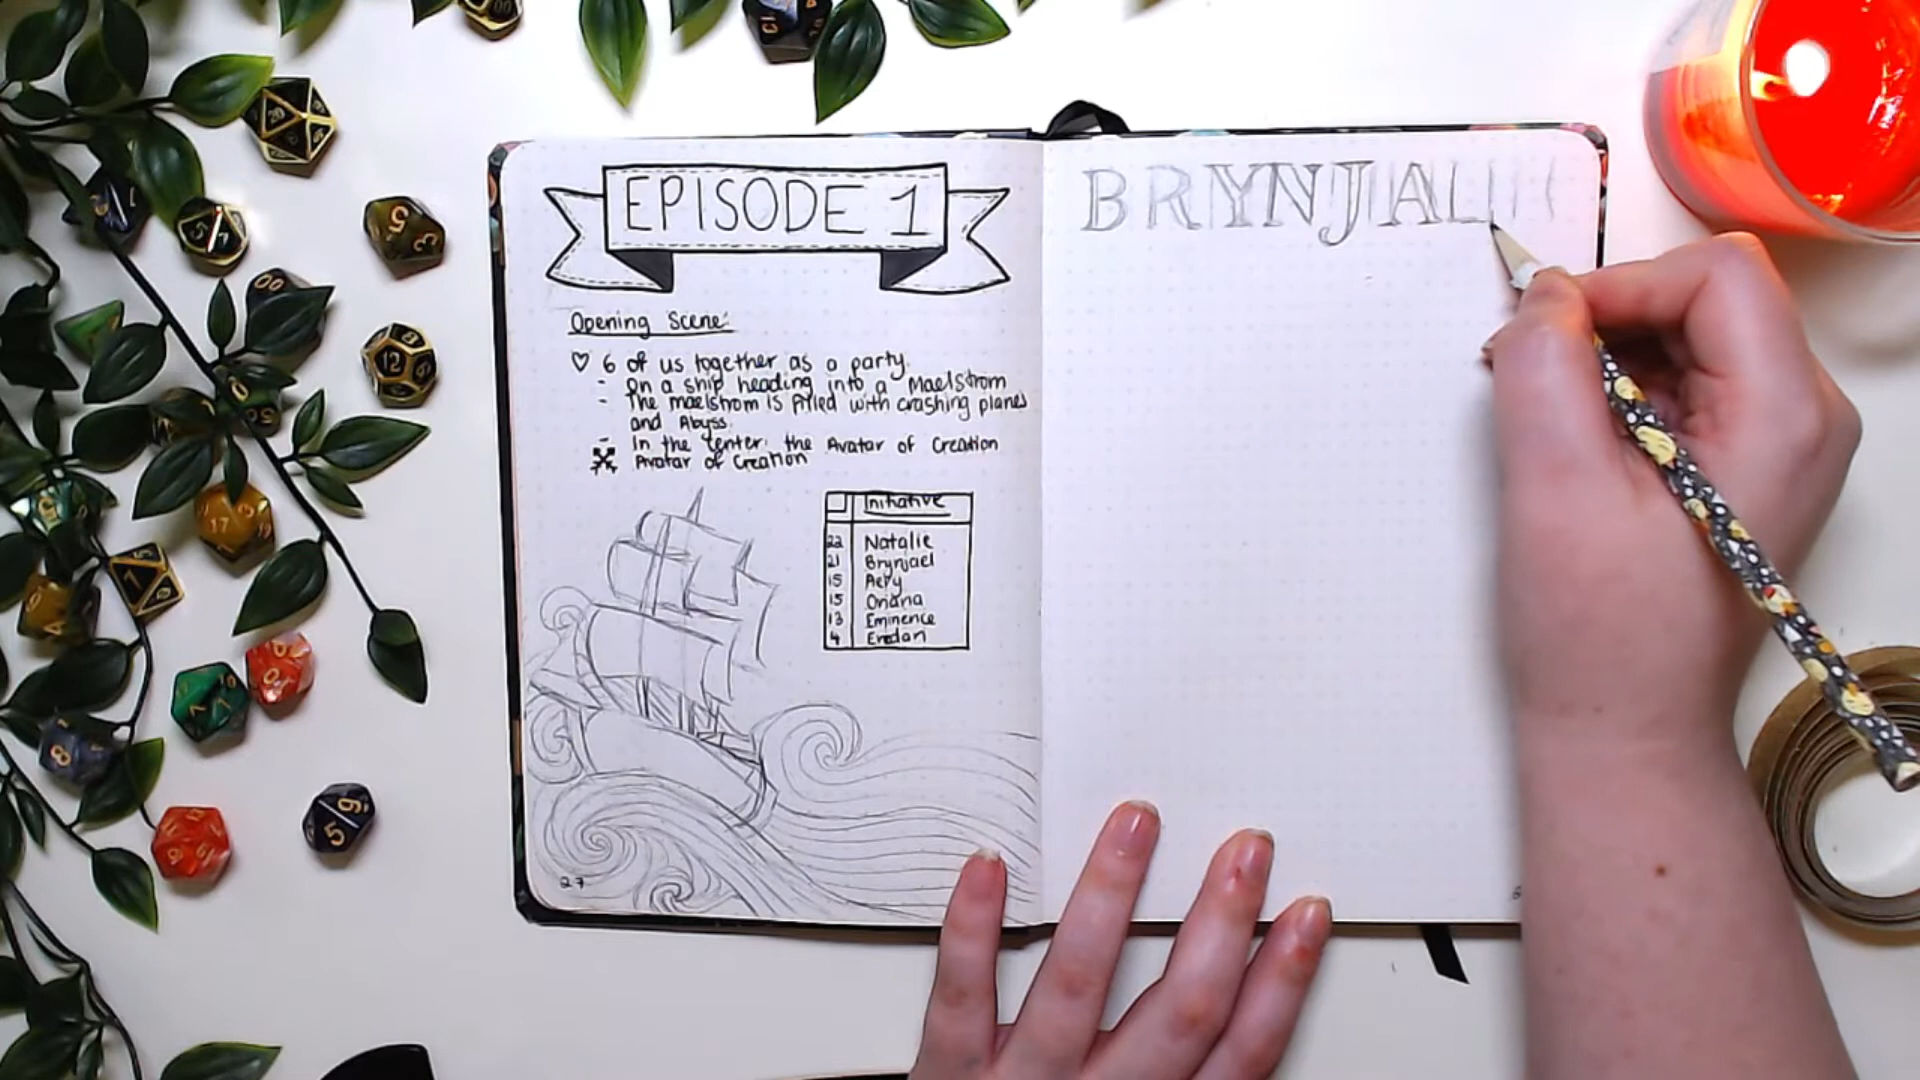 EPISODE 1
Opening Scene:
6 of us together as a party.
- On a ship heading into a Maelstrom
- The maelstrom is filled with crashing planes
and Abyss.
- In the center: the Avatar of Creation
Avatar of Creation
Initiative
22 Natalie
21 Brynjael
15 Aery
15 Oriana
13 Eminence
4 Erdan
27
BRYNJAL